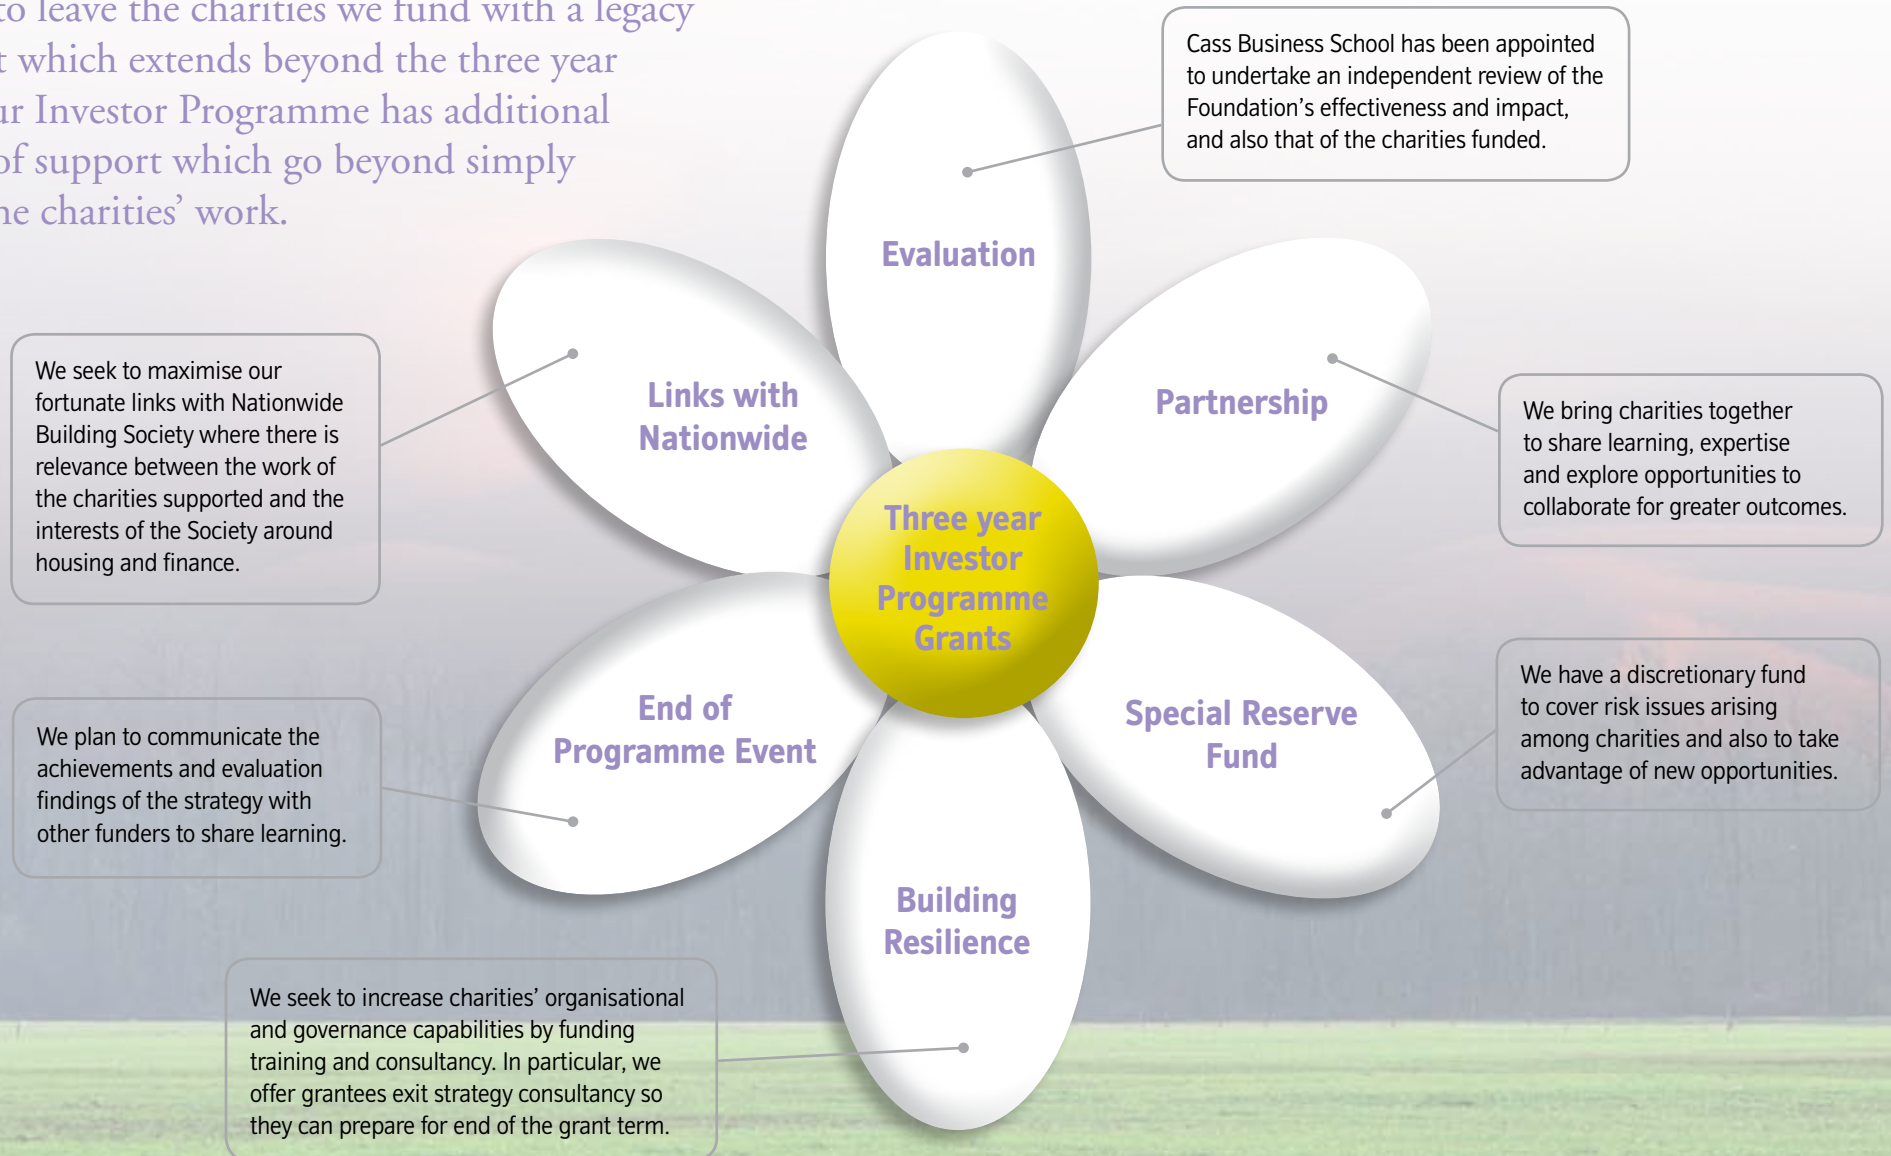 to leave the charities we fund with a legacy
which extends beyond the three year
Investor Programme has additional
of support which go beyond simply
charities’ work.
Cass Business School has been appointed
to undertake an independent review of the
Foundation’s effectiveness and impact,
and also that of the charities funded.
Evaluation
We seek to maximise our
fortunate links with Nationwide
Building Society where there is
relevance between the work of
the charities supported and the
interests of the Society around
housing and finance.
Links with
Nationwide
Partnership
We bring charities together
to share learning, expertise
and explore opportunities to
collaborate for greater outcomes.
Three year
Investor
Programme
Grants
We plan to communicate the
achievements and evaluation
findings of the strategy with
other funders to share learning.
End of
Programme Event
Special Reserve
Fund
We have a discretionary fund
to cover risk issues arising
among charities and also to take
advantage of new opportunities.
Building
Resilience
We seek to increase charities’ organisational
and governance capabilities by funding
training and consultancy. In particular, we
offer grantees exit strategy consultancy so
they can prepare for end of the grant term.